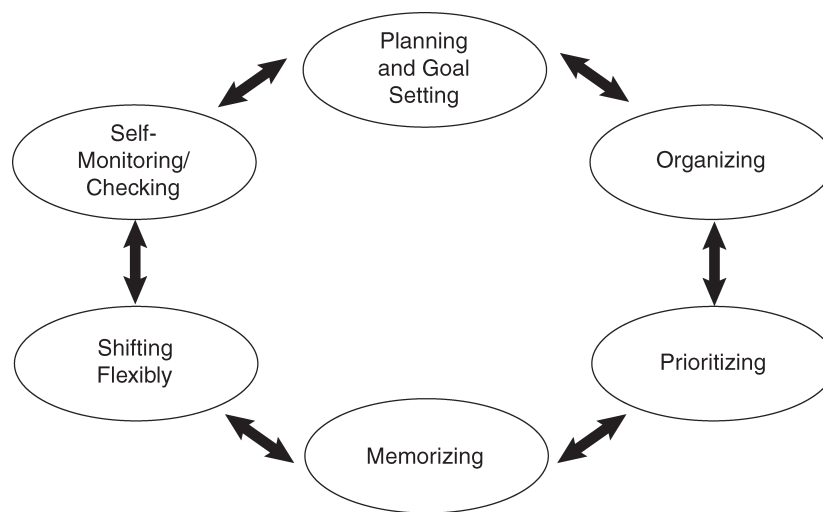 Planning
and Goal
Setting
Self-
Monitoring/
Checking
Organizing
Shifting
Flexibly
Prioritizing
Memorizing